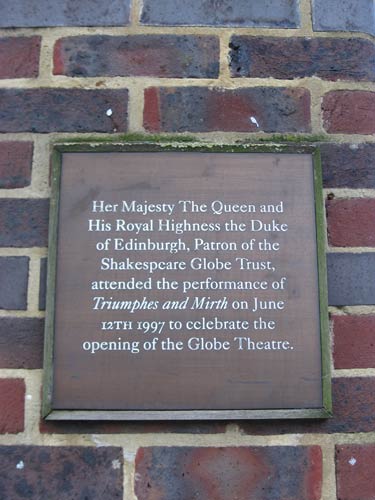 Her Majesty The Queen and
His Royal Highness the Duke
of Edinburgh, Patron of the
Shakespeare Globe Trust,
attended the performance of
Triumphes and Mirth on June
12TH 1997 to celebrate the
opening of the Globe Theatre.